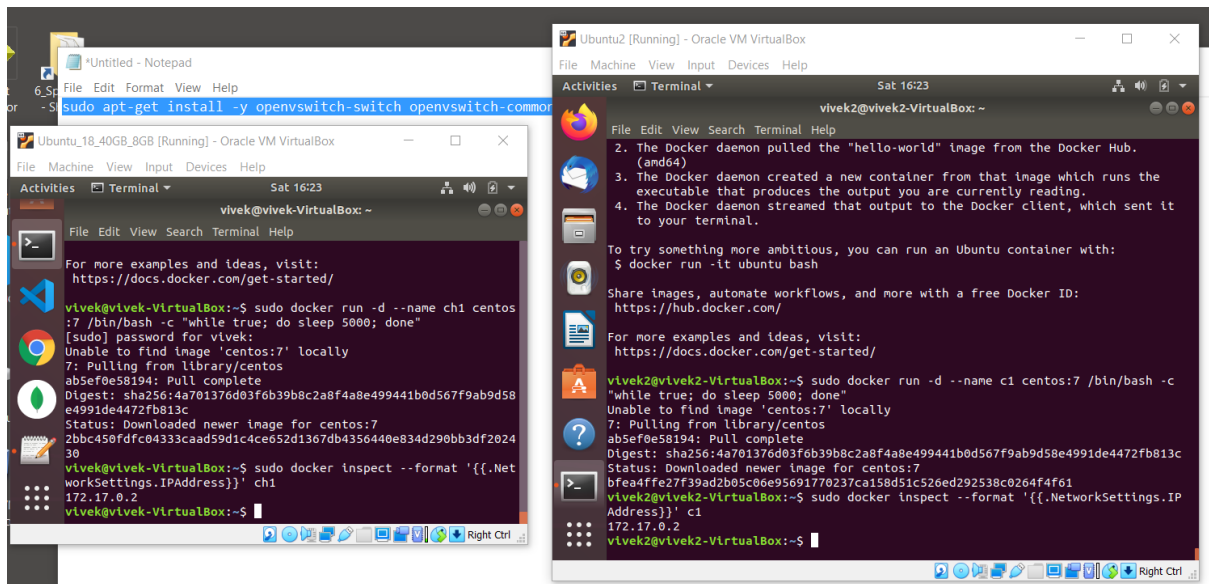 6_Sp
- SI
*Untitled - Notepad
File Edit Format View Help
sudo apt-get install -y openvswitch-switch openvswitch-common
Ubuntu_18_40GB_8GB [Running] - Oracle VM VirtualBox
File Machine View Input Devices Help
Activities Terminal Sat 16:23
vivek@vivek-VirtualBox: ~
File Edit View Search Terminal Help
For more examples and ideas, visit:
https://docs.docker.com/get-started/
vivek@vivek-VirtualBox:~$ sudo docker run -d --name ch1 centos
:7 /bin/bash -c "while true; do sleep 5000; done"
[sudo] password for vivek:
Unable to find image 'centos:7' locally
7: Pulling from library/centos
ab5ef0e58194: Pull complete
Digest: sha256:4a701376d03f6b39b8c2a8f4a8e499441b0d567f9ab9d58
e4991de4472fb813c
Status: Downloaded newer image for centos:7
2bbc450fdfc04333caad59d1c4ce652d1367db4356440e834d290bb3df2024
30
vivek@vivek-VirtualBox:~$ sudo docker inspect --format '{{.Net
workSettings.IPAddress}}' ch1
172.17.0.2
vivek@vivek-VirtualBox:~$
Right Ctrl
Ubuntu2 [Running] - Oracle VM VirtualBox
File Machine View Input Devices Help
Activities Terminal Sat 16:23
vivek2@vivek2-VirtualBox: ~
File Edit View Search Terminal Help
2. The Docker daemon pulled the "hello-world" image from the Docker Hub.
(amd64)
3. The Docker daemon created a new container from that image which runs the
executable that produces the output you are currently reading.
4. The Docker daemon streamed that output to the Docker client, which sent it
to your terminal.
To try something more ambitious, you can run an Ubuntu container with:
$ docker run -it ubuntu bash
Share images, automate workflows, and more with a free Docker ID:
https://hub.docker.com/
For more examples and ideas, visit:
https://docs.docker.com/get-started/
vivek2@vivek2-VirtualBox:~$ sudo docker run -d --name c1 centos:7 /bin/bash -c
"while true; do sleep 5000; done"
Unable to find image 'centos:7' locally
7: Pulling from library/centos
ab5ef0e58194: Pull complete
Digest: sha256:4a701376d03f6b39b8c2a8f4a8e499441b0d567f9ab9d58e4991de4472fb813c
Status: Downloaded newer image for centos:7
bfea4ffe27f39ad2b05c06e95691770237ca158d51c526ed292538c0264f4f61
vivek2@vivek2-VirtualBox:~$ sudo docker inspect --format '{{.NetworkSettings.IP
Address}}' c1
172.17.0.2
vivek2@vivek2-VirtualBox:~$
Right Ctrl